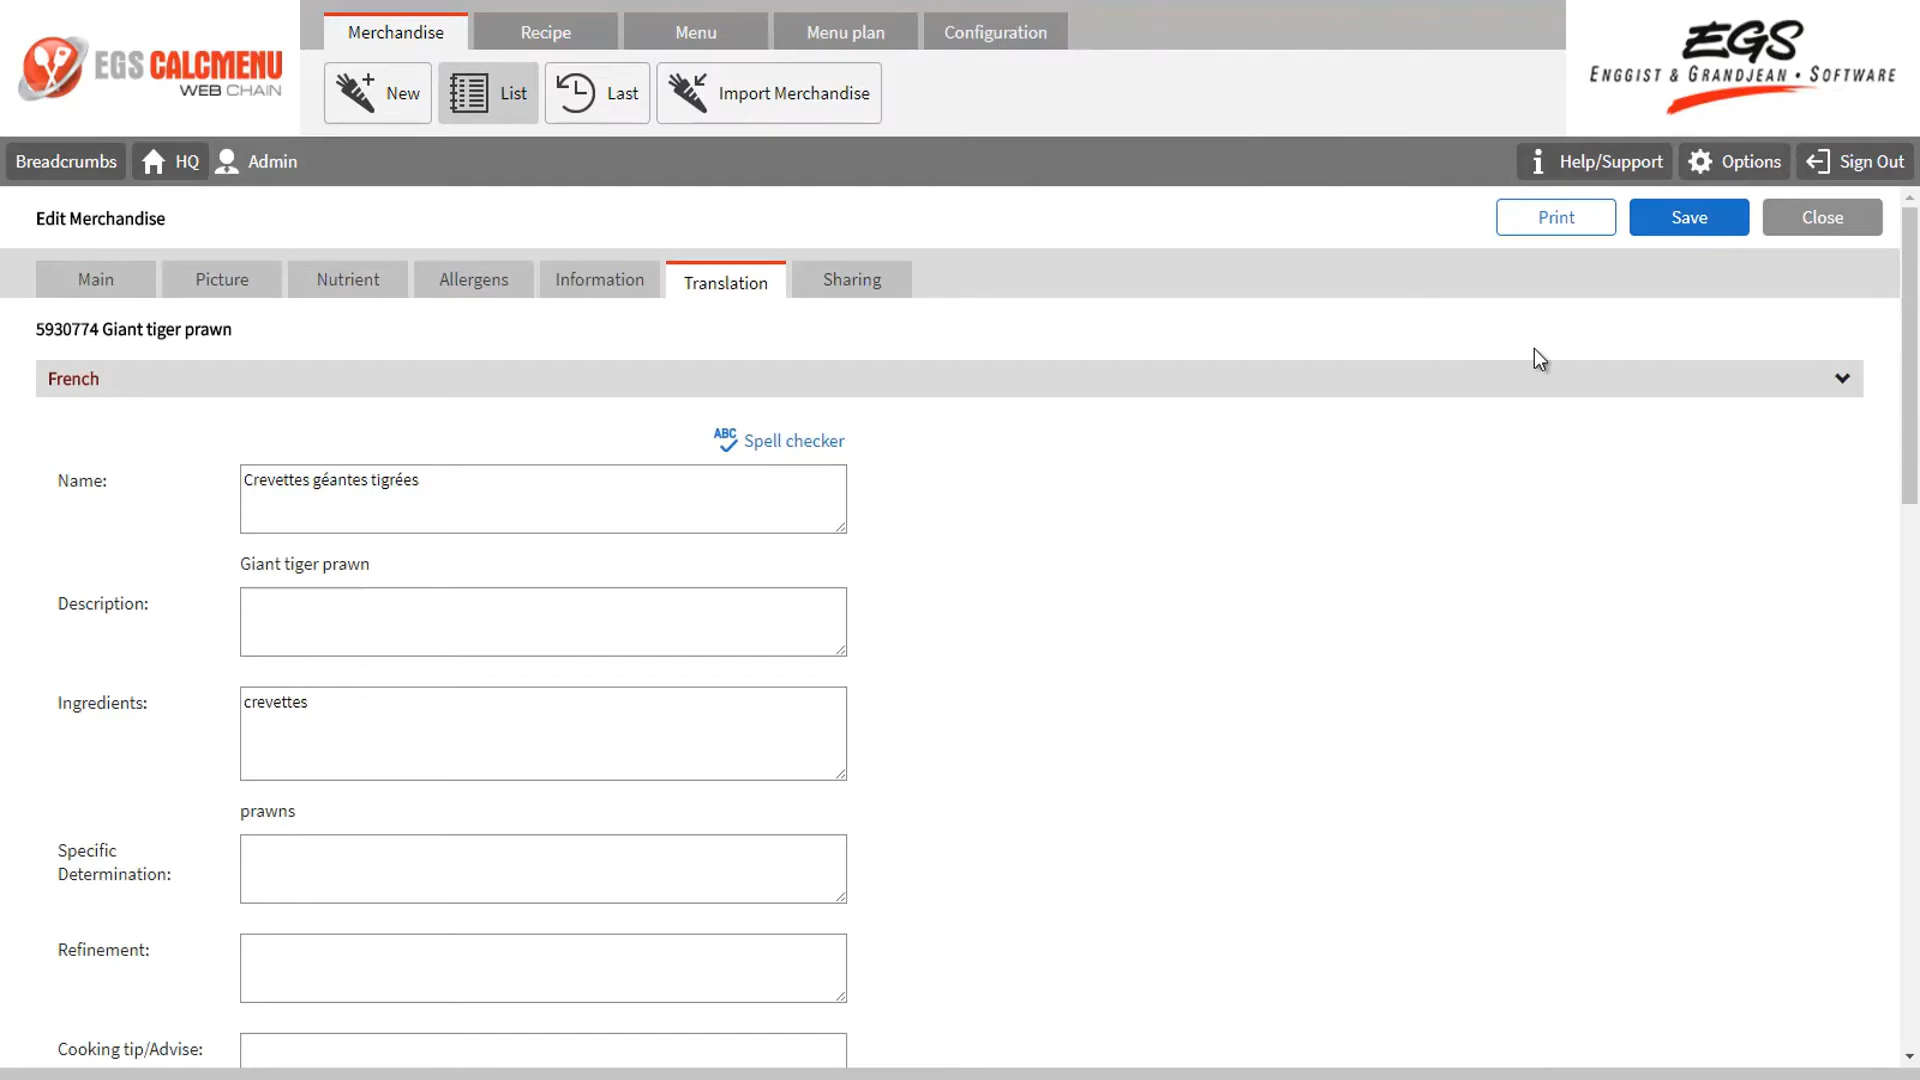 EGS CALCMENU
WEB CHAIN
Merchandise
Recipe
Menu
Menu plan
Configuration
EGS
ENGGIST & GRANDJEAN • SOFTWARE
New
List
Last
Import Merchandise
Breadcrumbs
HQ
Admin
Help/Support
Options
Sign Out
Edit Merchandise
Print
Save
Close
Main
Picture
Nutrient
Allergens
Information
Translation
Sharing
5930774 Giant tiger prawn
French
ABC
Spell checker
Name:
Crevettes géantes tigrées
Giant tiger prawn
Description:
Ingredients:
crevettes
prawns
Specific
Determination:
Refinement:
Cooking tip/Advise: